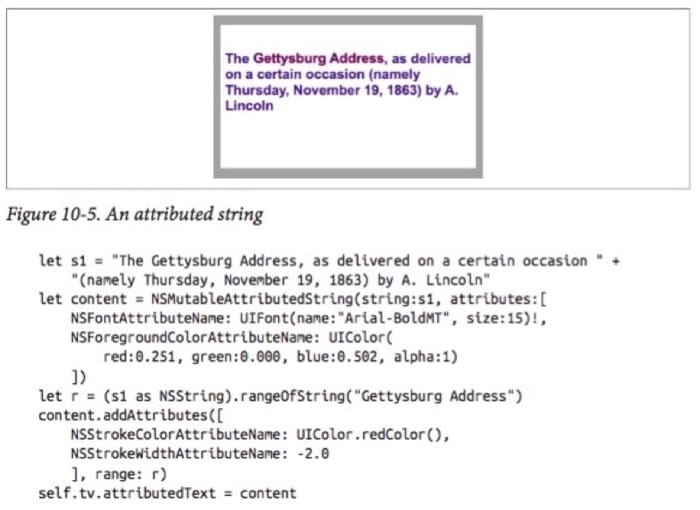 The Gettysburg Address, as delivered
on a certain occasion (namely
Thursday, November 19, 1863) by A.
Lincoln
Figure 10-5. An attributed string
let s1 = "The Gettysburg Address, as delivered on a certain occasion " +
"(namely Thursday, November 19, 1863) by A. Lincoln"
let content = NSMutableAttributedString(string:s1, attributes:[
NSFontAttributeName: UIFont(name:"Arial-BoldMT", size:15)!,
NSForegroundColorAttributeName: UIColor(
red:0.251, green:0.000, blue:0.502, alpha:1)
])
let r = (s1 as NSString).rangeOfString("Gettysburg Address")
content.addAttributes([
NSStrokeColorAttributeName: UIColor.redColor(),
NSStrokeWidthAttributeName: -2.0
], range: r)
self.tv.attributedText = content